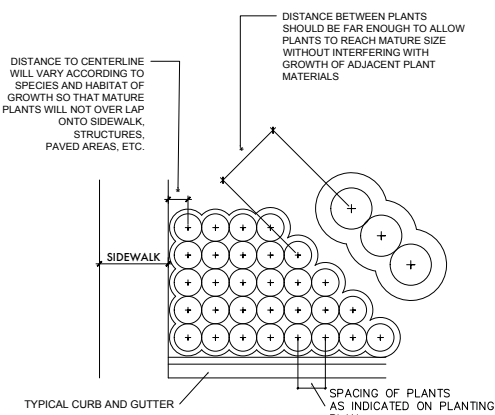 DISTANCE BETWEEN PLANTS
SHOULD BE FAR ENOUGH TO ALLOW
PLANTS TO REACH MATURE SIZE
WITHOUT INTERFERING WITH
GROWTH OF ADJACENT PLANT
MATERIALS
DISTANCE TO CENTERLINE
WILL VARY ACCORDING TO
SPECIES AND HABITAT OF
GROWTH SO THAT MATURE
PLANTS WILL NOT OVER LAP
ONTO SIDEWALK,
STRUCTURES,
PAVED AREAS, ETC.
SIDEWALK
TYPICAL CURB AND GUTTER
SPACING OF PLANTS
AS INDICATED ON PLANTING